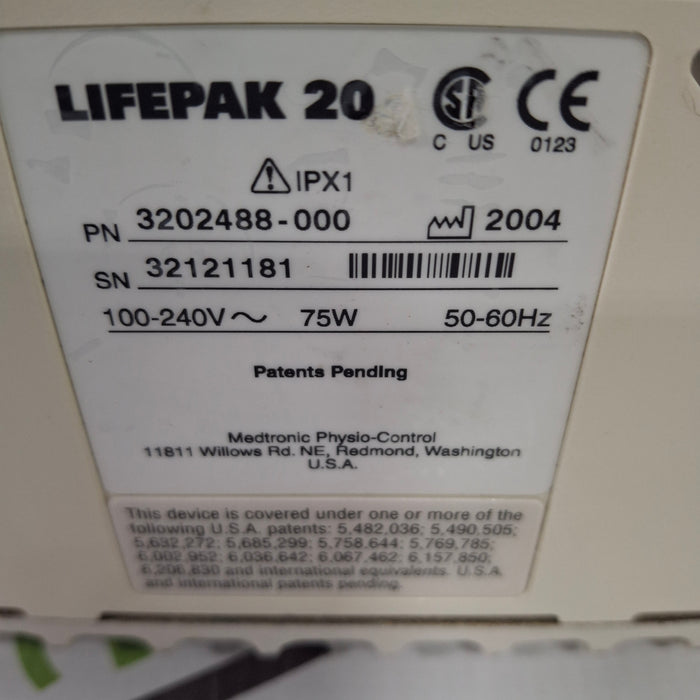 LIFEPAK 20
C US
CE
0123
IPX1
PN 3202488-000 2004
SN 32121181
100-240V~ 75W 50-60Hz
Patents Pending
Medtronic Physio-Control
11811 Willows Rd. NE, Redmond, Washington
U.S.A.
This device is covered under one or more of the
following U.S.A. patents: 5,482,036; 5,490,505;
5,632,272; 5,685,299; 5,758,644; 5,769,785;
6,002,952; 6,036,642; 6,067,462; 6,157,850;
6,206,830 and international equivalents. U.S.A.
and international patents pending.